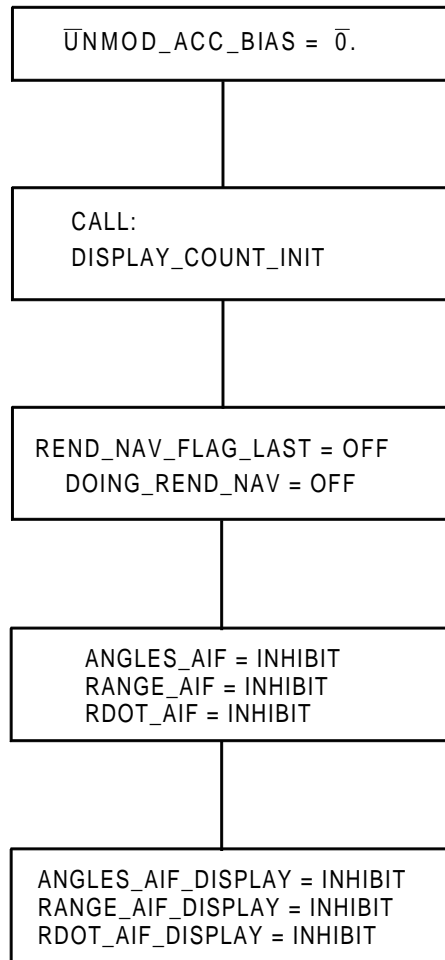 U̅NMOD_ACC_BIAS = 0̅.
CALL:
DISPLAY_COUNT_INIT
REND_NAV_FLAG_LAST = OFF
DOING_REND_NAV = OFF
ANGLES_AIF = INHIBIT
RANGE_AIF = INHIBIT
RDOT_AIF = INHIBIT
ANGLES_AIF_DISPLAY = INHIBIT
RANGE_AIF_DISPLAY = INHIBIT
RDOT_AIF_DISPLAY = INHIBIT